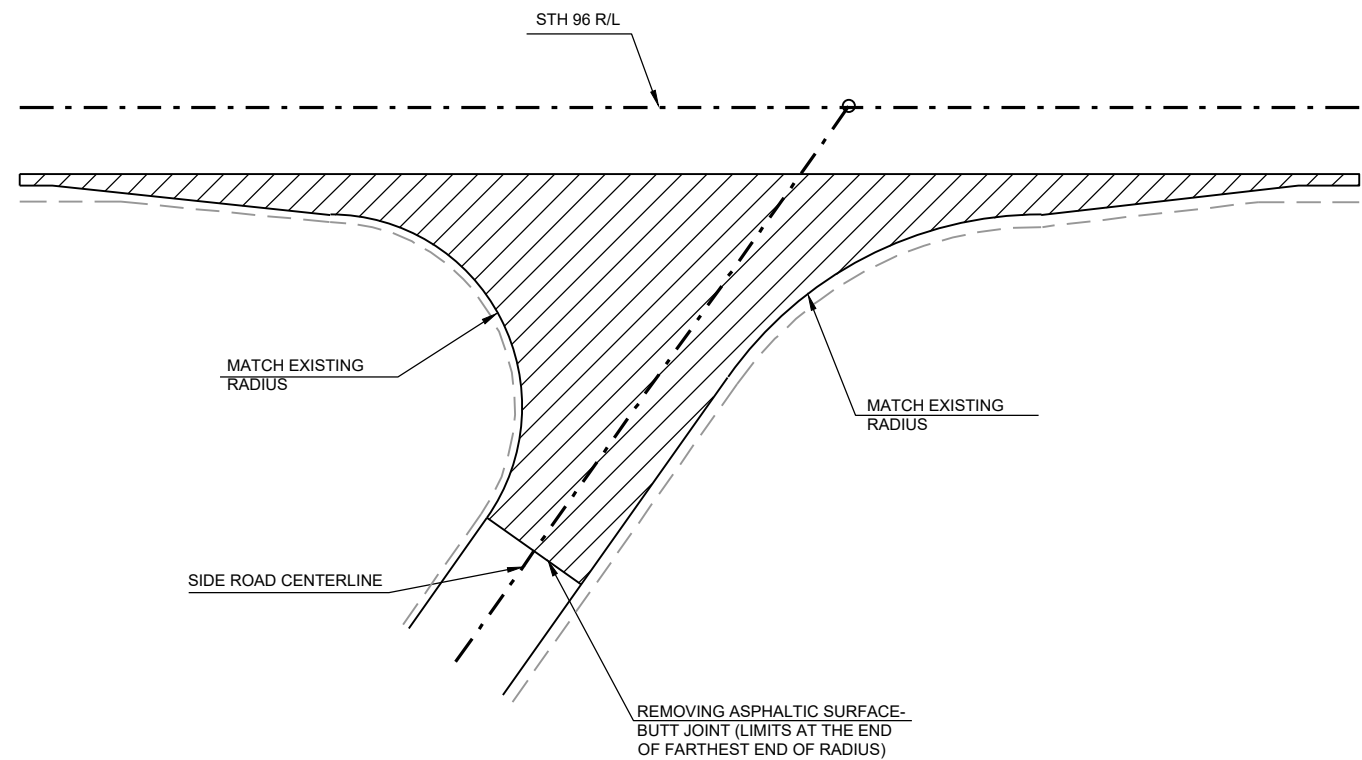 STH 96 R/L
MATCH EXISTING
RADIUS
MATCH EXISTING
RADIUS
SIDE ROAD CENTERLINE
REMOVING ASPHALTIC SURFACE-
BUTT JOINT (LIMITS AT THE END
OF FARTHEST END OF RADIUS)